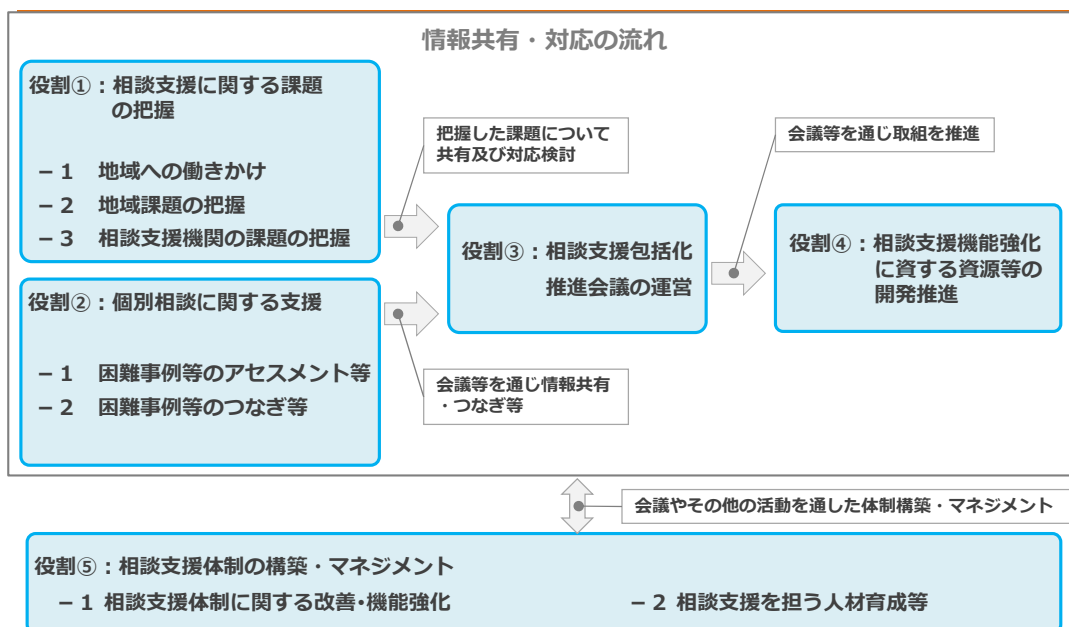 情報共有・対応の流れ
役割①：相談支援に関する課題
の把握
－１　地域への働きかけ
－２　地域課題の把握
－３　相談支援機関の課題の把握
把握した課題について
共有及び対応検討
会議等を通じ取組を推進
役割③：相談支援包括化
推進会議の運営
役割④：相談支援機能強化
に資する資源等の
開発推進
役割②：個別相談に関する支援
－１　困難事例等のアセスメント等
－２　困難事例等のつなぎ等
会議等を通じ情報共有
・つなぎ等
会議やその他の活動を通した体制構築・マネジメント
役割⑤：相談支援体制の構築・マネジメント
－１ 相談支援体制に関する改善・機能強化
－２ 相談支援を担う人材育成等